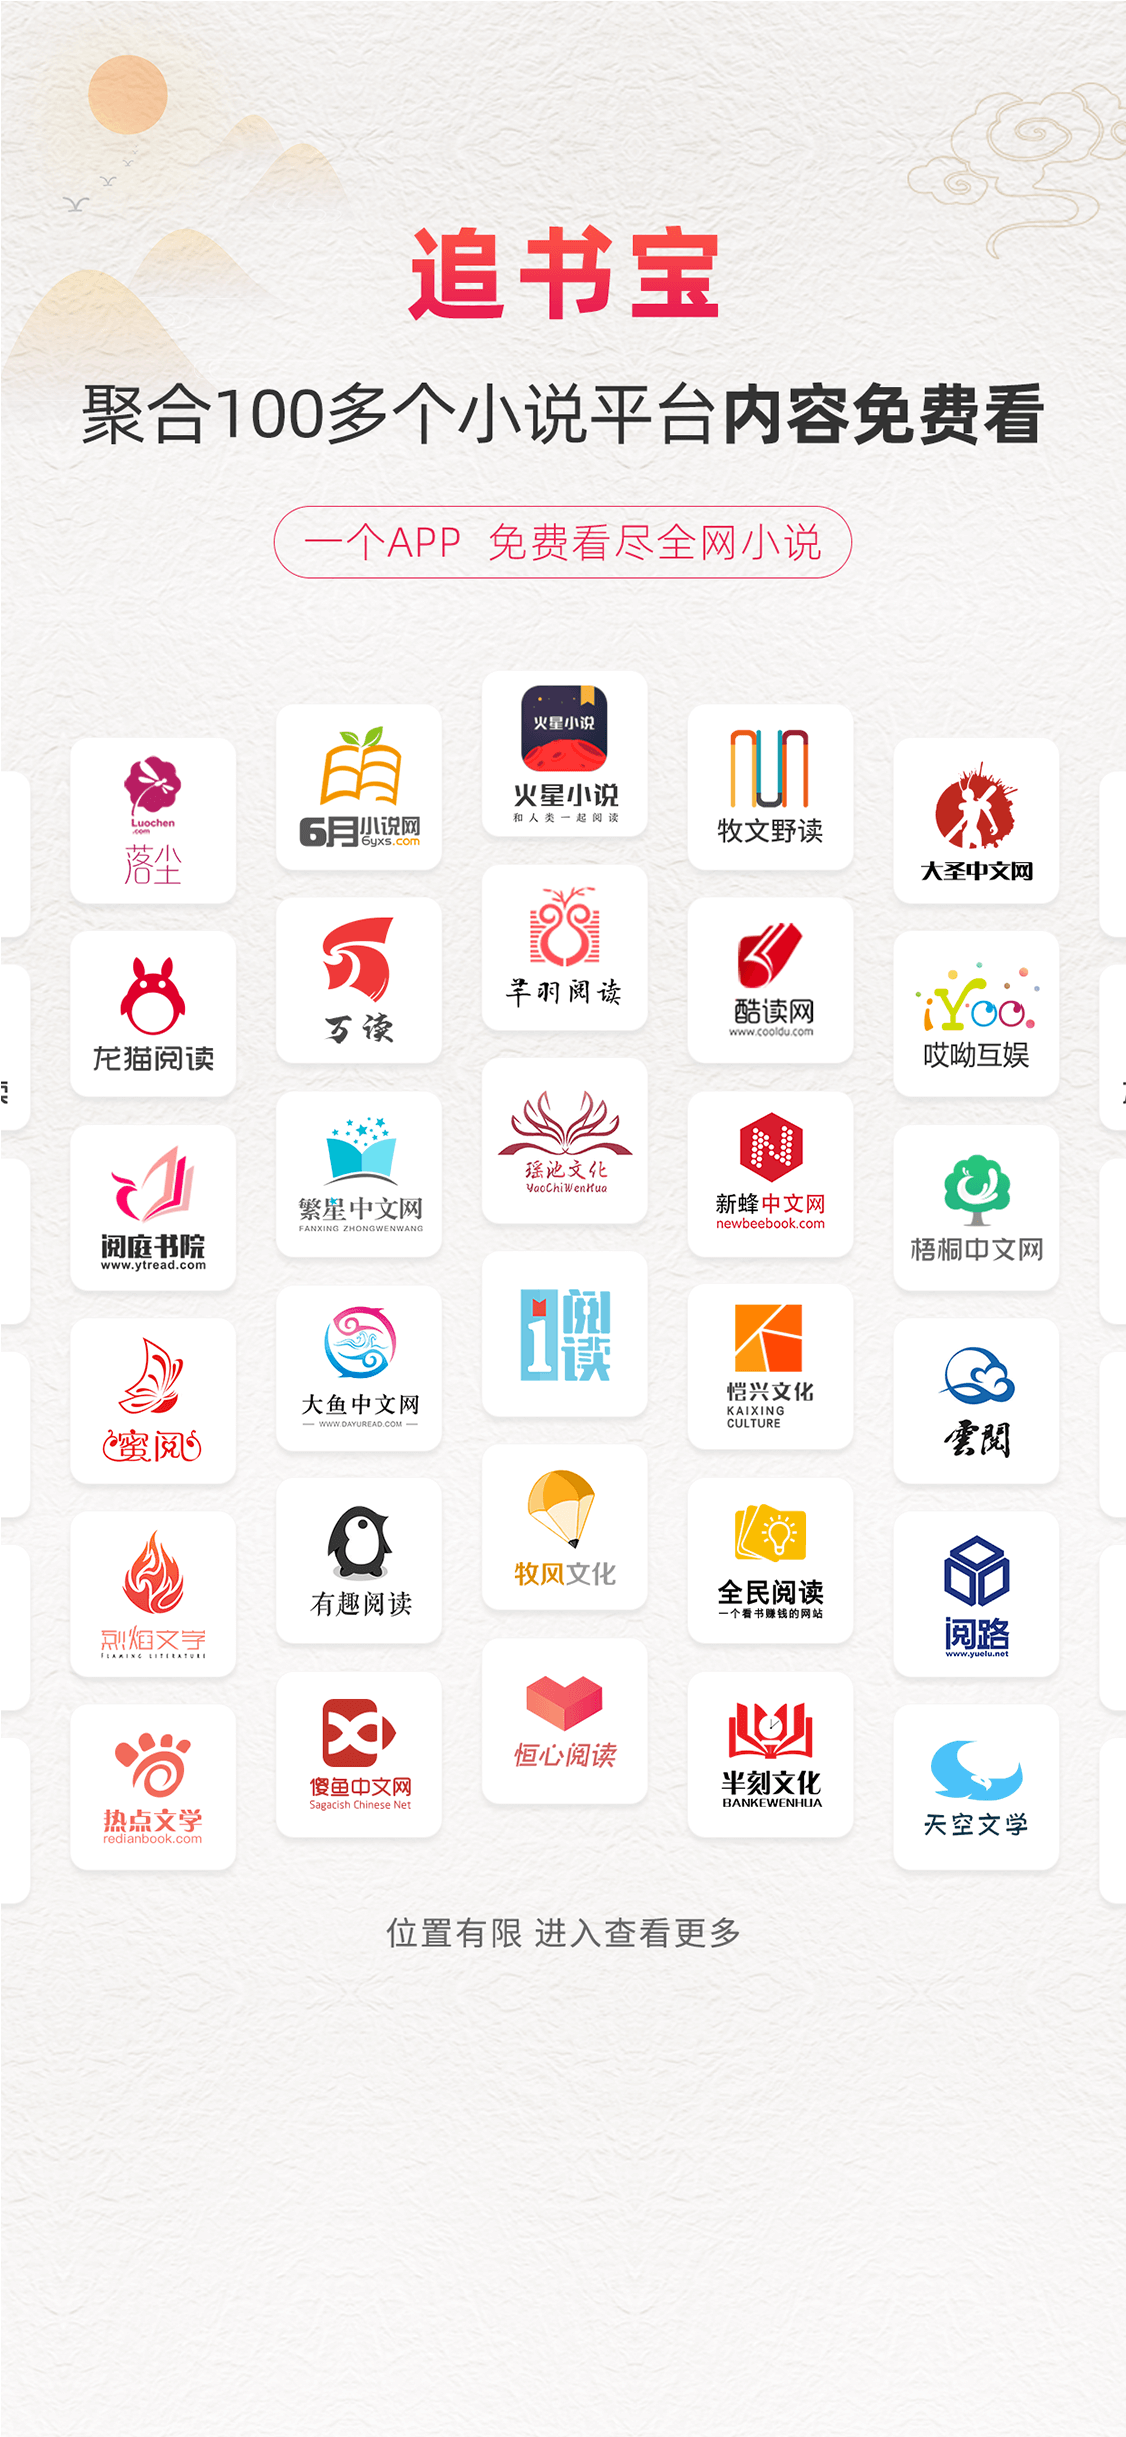 追书宝
聚合100多个小说平台内容免费看
一个APP 免费看尽全网小说
Luochen
.com
落尘
6月小说网
6yxs.com
火星小说
火星小说
和人类一起阅读
牧文野读
大圣中文网
龙猫阅读
万读
羊羽阅读
酷读网
www.cooldu.com
iYoo
哎呦互娱
阅庭书院
www.ytread.com
繁星中文网
FANXING ZHONGWENWANG
瑶池文化
YaoChiWenHua
新蜂中文网
newbeebook.com
梧桐中文网
蜜阅
大鱼中文网
WWW.DAYUREAD.COM
1阅读
恺兴文化
KAIXING
CULTURE
雲閱
烈焰文学
FLAMING LITERATURE
有趣阅读
牧风文化
全民阅读
一个看书赚钱的网站
阅路
www.yuelu.net
热点文学
redianbook.com
傻鱼中文网
Sagacish Chinese Net
恒心阅读
半刻文化
BANKEWENHUA
天空文学
位置有限 进入查看更多